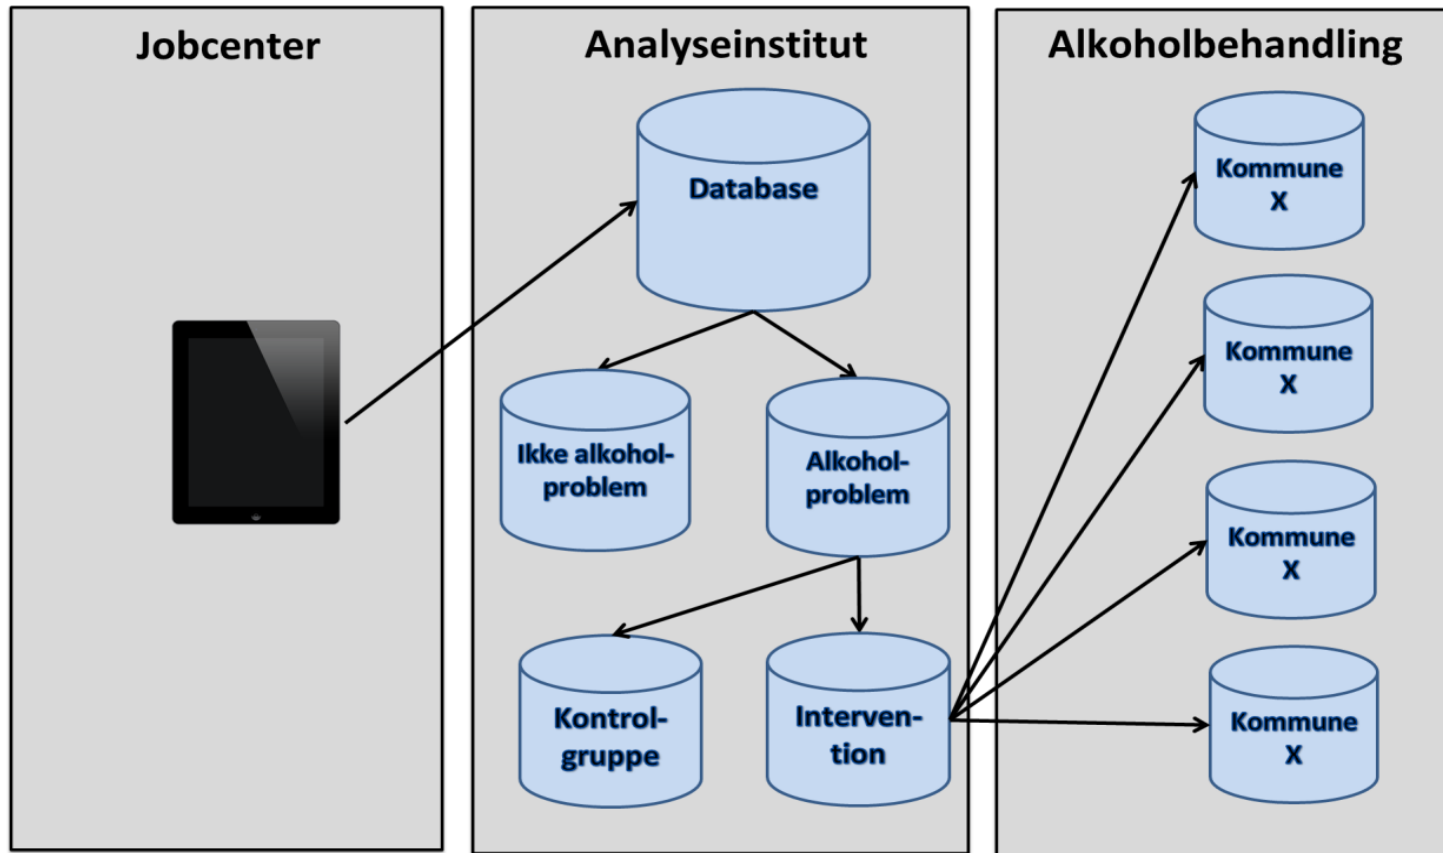 Jobcenter
Analyseinstitut
Alkoholbehandling
Database
Ikke alkohol-
problem
Alkohol-
problem
Kontrol-
gruppe
Interven-
tion
Kommune
X
Kommune
X
Kommune
X
Kommune
X